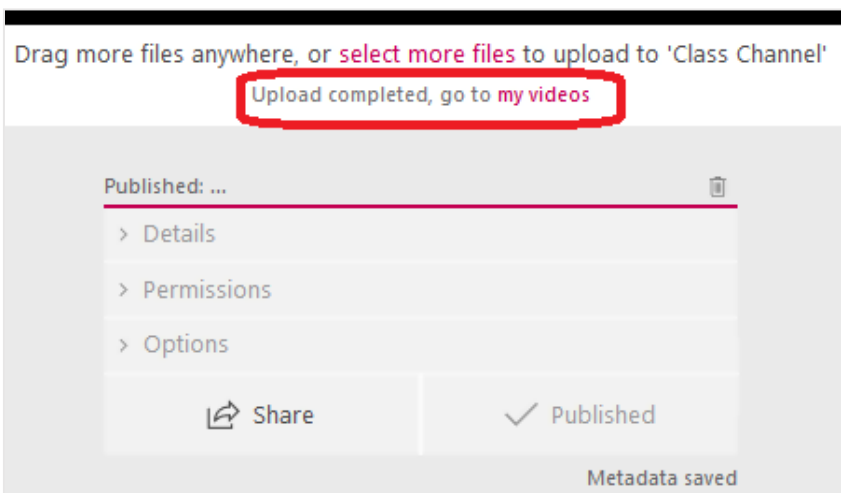 Drag more files anywhere, or select more files to upload to 'Class Channel'
Upload completed, go to my videos
Published: ...
> Details
> Permissions
> Options
Share
Published
Metadata saved